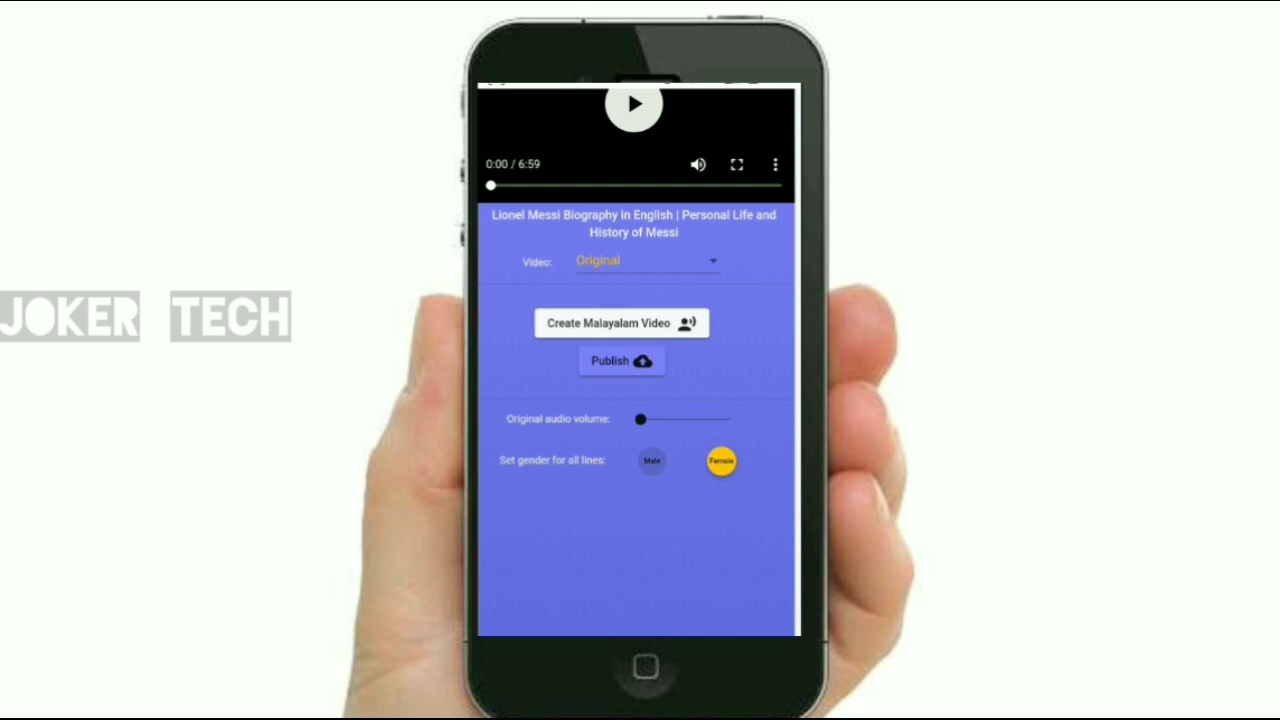 0:00 / 6:59
Lionel Messi Biography in English | Personal Life and
History of Messi
Video: Original
JOKER TECH
Create Malayalam Video
Publish
Original audio volume:
Set gender for all lines: Male Female